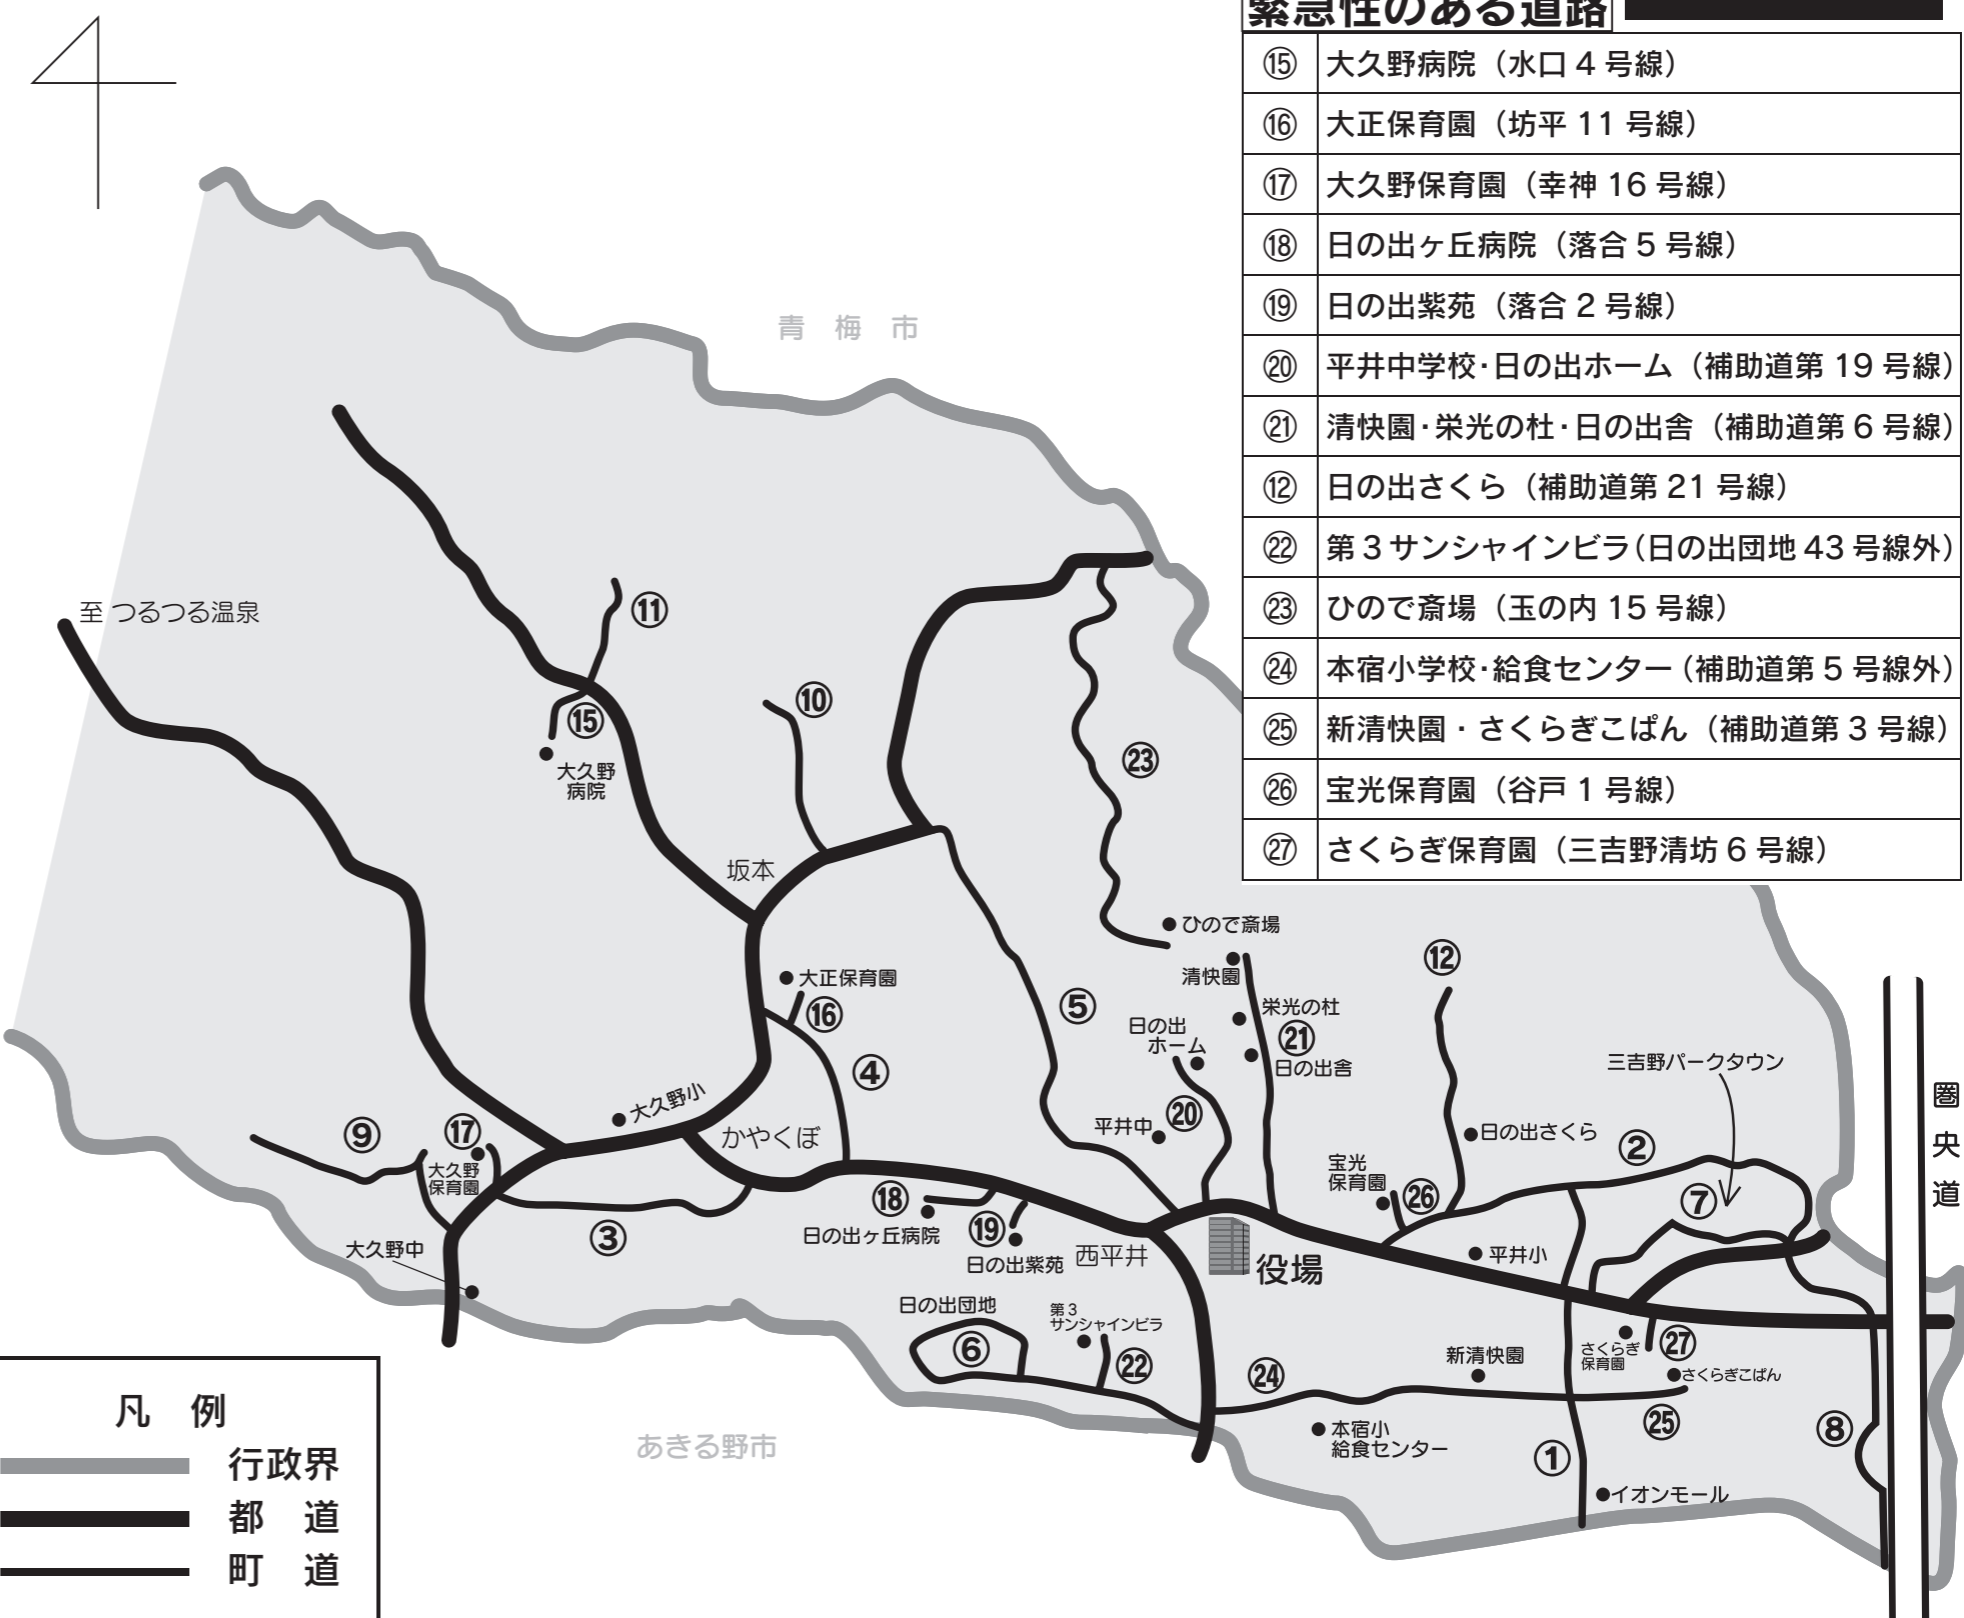 緊急性のある道路
⑮ 大久野病院（水口 4 号線）
⑯ 大正保育園（坊平 11 号線）
⑰ 大久野保育園（幸神 16 号線）
⑱ 日の出ヶ丘病院（落合 5 号線）
⑲ 日の出紫苑（落合 2 号線）
⑳ 平井中学校･日の出ホーム（補助道第 19 号線）
㉑ 清快園･栄光の杜･日の出舎（補助道第 6 号線）
⑫ 日の出さくら（補助道第 21 号線）
㉒ 第３サンシャインビラ(日の出団地 43 号線外)
㉓ ひので斎場（玉の内 15 号線）
㉔ 本宿小学校･給食センター（補助道第 5 号線外）
㉕ 新清快園・さくらぎこぱん（補助道第 3 号線）
㉖ 宝光保育園（谷戸 1 号線）
㉗ さくらぎ保育園（三吉野清坊 6 号線）
青 梅 市
至 つるつる温泉
⑪
⑩
⑮
大久野
病院
㉓
坂本
ひので斎場
清快園
⑫
大正保育園
⑯
⑤
栄光の杜
㉑
日の出舎
日の出
ホーム
④
三吉野パークタウン
圏央道
大久野小
かやくぼ
平井中
⑳
日の出さくら
②
⑨
⑰
大久野
保育園
宝光
保育園
㉖
⑦
⑱
日の出ヶ丘病院
⑲
日の出紫苑
③
大久野中
西平井
役場
平井小
日の出団地
⑥
第３
サンシャインビラ
㉒
㉔
新清快園
さくらぎ
保育園
㉗
さくらぎこぱん
㉕
⑧
本宿小
給食センター
①
イオンモール
あきる野市
凡 例
行政界
都 道
町 道